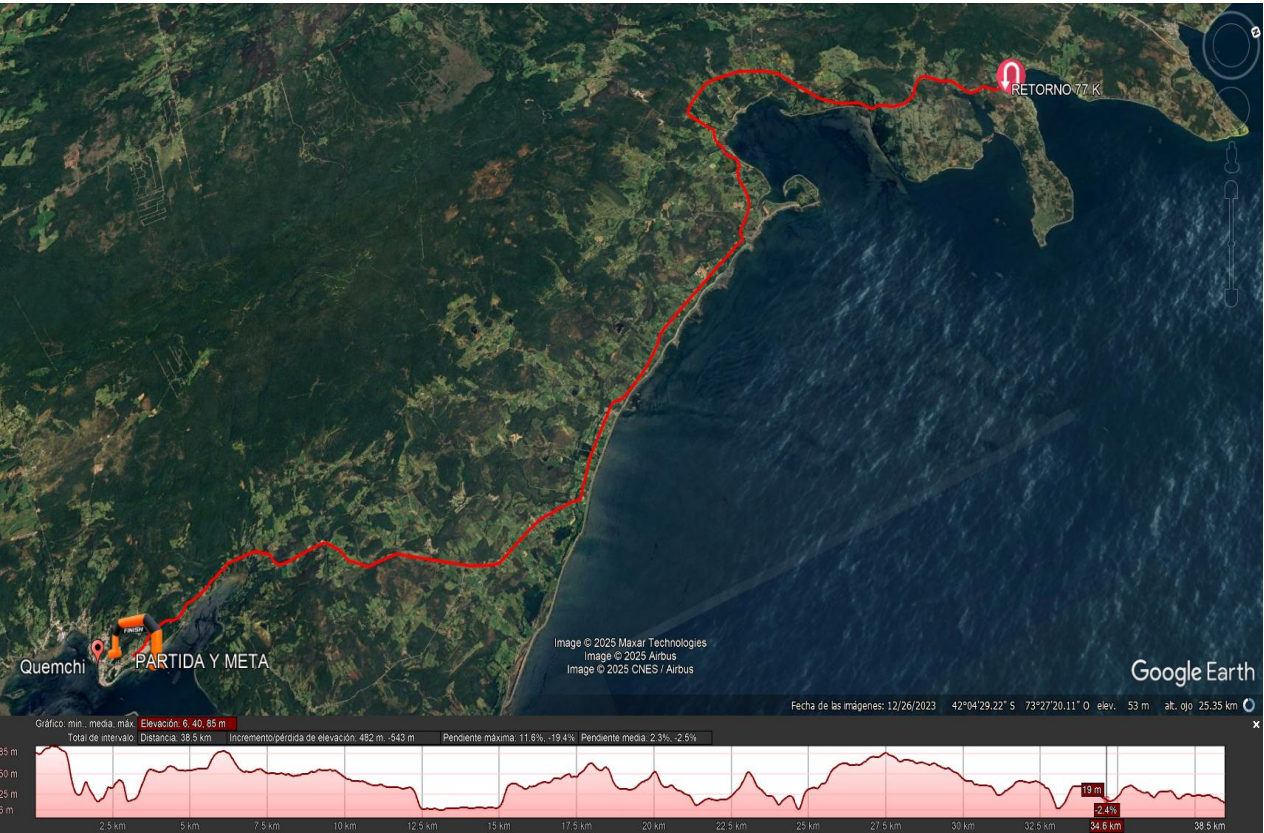 RETORNO 77 K
FINISH
Quemchi
PARTIDA Y META
Image © 2025 Maxar Technologies
Image © 2025 Airbus
Image © 2025 CNES / Airbus
Google Earth
Fecha de las imágenes: 12/26/2023 42°04'29.22" S 73°27'20.11" O elev. 53 m alt. ojo 25.35 km
Gráfico: min., media, máx. Elevación: 6, 40, 85 m
Total de intervalo: Distancia: 38.5 km Incremento/pérdida de elevación: 482 m, -543 m Pendiente máxima: 11.6%, -19.4% Pendiente media: 2.3%, -2.5%
85 m
50 m
25 m
6 m
19 m
-2.4%
2.5 km 5 km 7.5 km 10 km 12.5 km 15 km 17.5 km 20 km 22.5 km 25 km 27.5 km 30 km 32.5 km 34.6 km 38.5 km